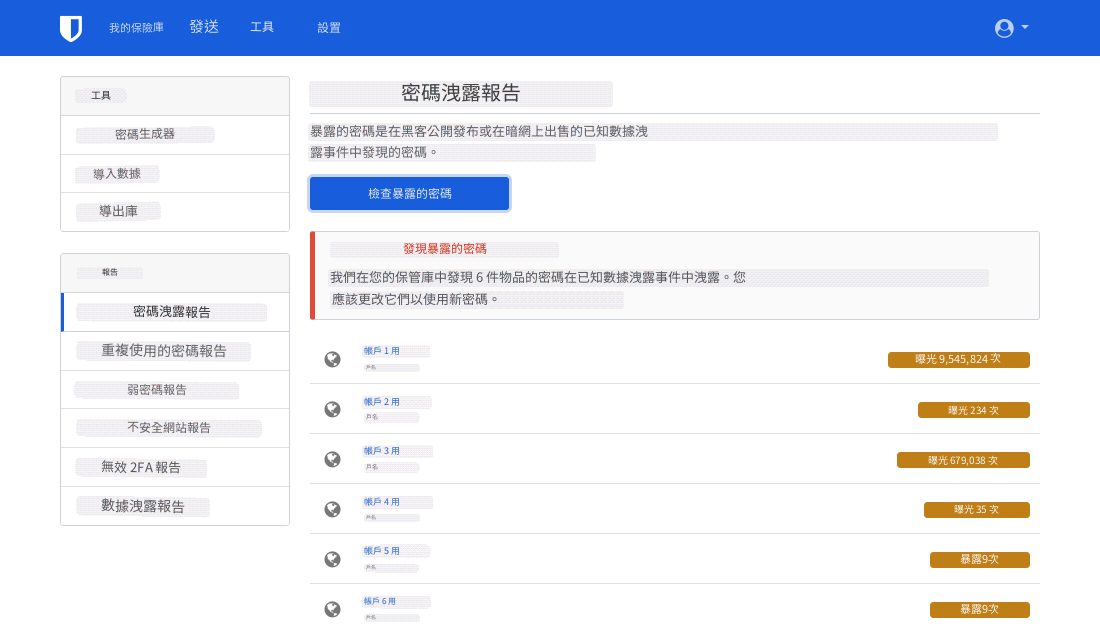 我的保險庫 發送 工具 設置
工具
密碼生成器
導入數據
導出庫
報告
密碼洩露報告
重複使用的密碼報告
弱密碼報告
不安全網站報告
無效 2FA 報告
數據洩露報告
密碼洩露報告
暴露的密碼是在黑客公開發布或在暗網上出售的已知數據洩
露事件中發現的密碼。
檢查暴露的密碼
發現暴露的密碼
我們在您的保管庫中發現 6 件物品的密碼在已知數據洩露事件中洩露。您
應該更改它們以使用新密碼。
帳戶 1 用
戶名
曝光 9,545,824 次
帳戶 2 用
戶名
曝光 234 次
帳戶 3 用
戶名
曝光 679,038 次
帳戶 4 用
戶名
曝光 35 次
帳戶 5 用
戶名
暴露9次
帳戶 6 用
戶名
暴露9次